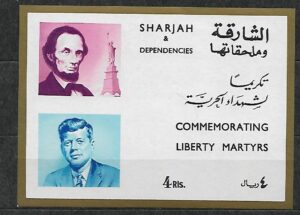 SHARJAH
&
DEPENDENCIES
الشارقة
وملحقاتها
تكريما
لشهداء الحرية
COMMEMORATING
LIBERTY MARTYRS
4 Rls.
٤ ريال